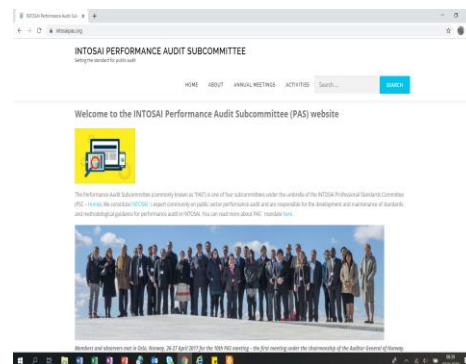 INTOSAI Performance Audit Sub
intosaipas.org
INTOSAI PERFORMANCE AUDIT SUBCOMMITTEE
Setting the standard for public audit
HOME ABOUT ANNUAL MEETINGS ACTIVITIES Search ... SEARCH
Welcome to the INTOSAI Performance Audit Subcommittee (PAS) website
The Performance Audit Subcommittee (commonly known as "PAS") is one of four subcommittees under the umbrella of the INTOSAI Professional Standards Committee
(PSC – Home). We constitute INTOSAI's expert community on public sector performance audit and are responsible for the development and maintenance of standards
and methodological guidance for performance audit in INTOSAI. You can read more about PAS' mandate here.
Members and observers met in Oslo, Norway, 26-27 April 2017 for the 10th PAS meeting – the first meeting under the chairmanship of the Auditor General of Norway